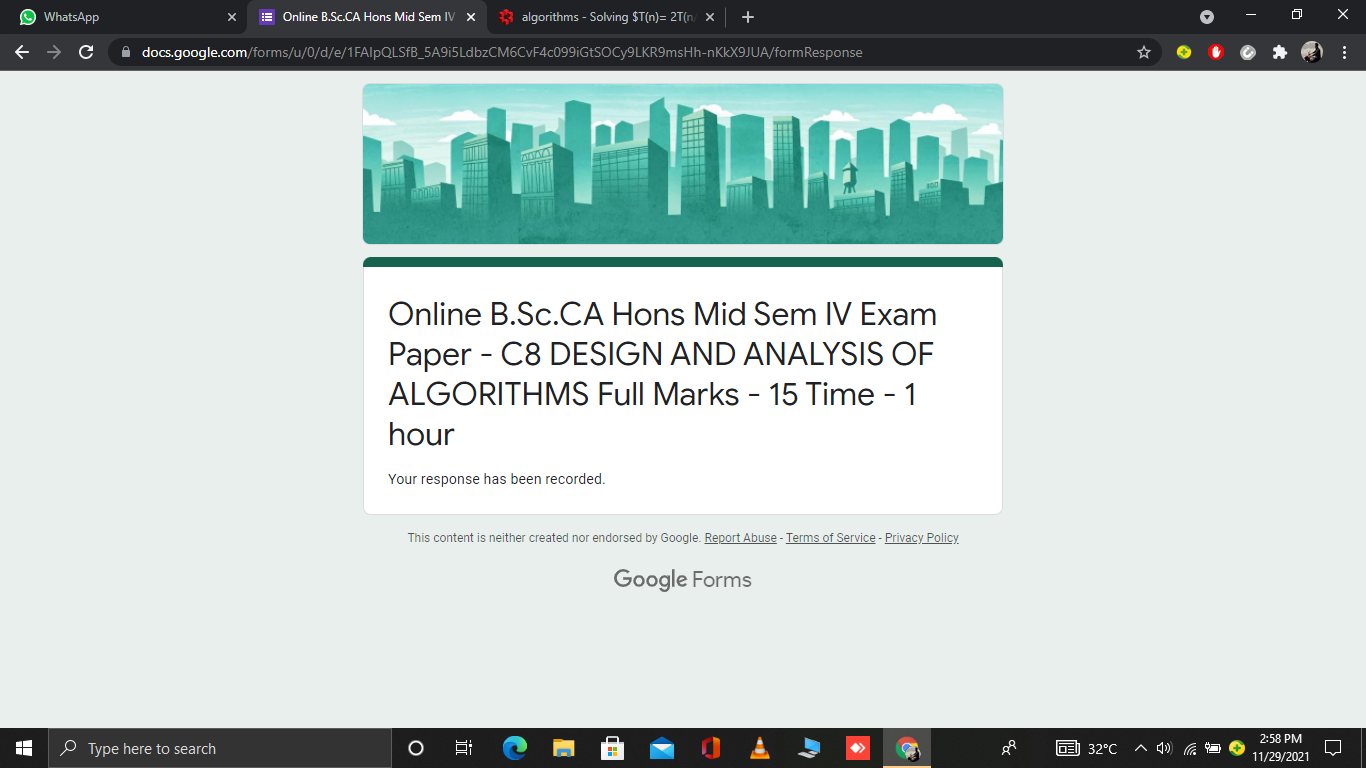 WhatsApp
Online B.Sc.CA Hons Mid Sem IV
algorithms - Solving $T(n)= 2T(n/
docs.google.com/forms/u/0/d/e/1FAIpQLSfB_5A9i5LdbzCM6CvF4c099iGtSOCy9LKR9msHh-nKkX9JUA/formResponse
Online B.Sc.CA Hons Mid Sem IV Exam
Paper - C8 DESIGN AND ANALYSIS OF
ALGORITHMS Full Marks - 15 Time - 1
hour
Your response has been recorded.
This content is neither created nor endorsed by Google. Report Abuse - Terms of Service - Privacy Policy
Google Forms
Type here to search
32°C
2:58 PM
11/29/2021